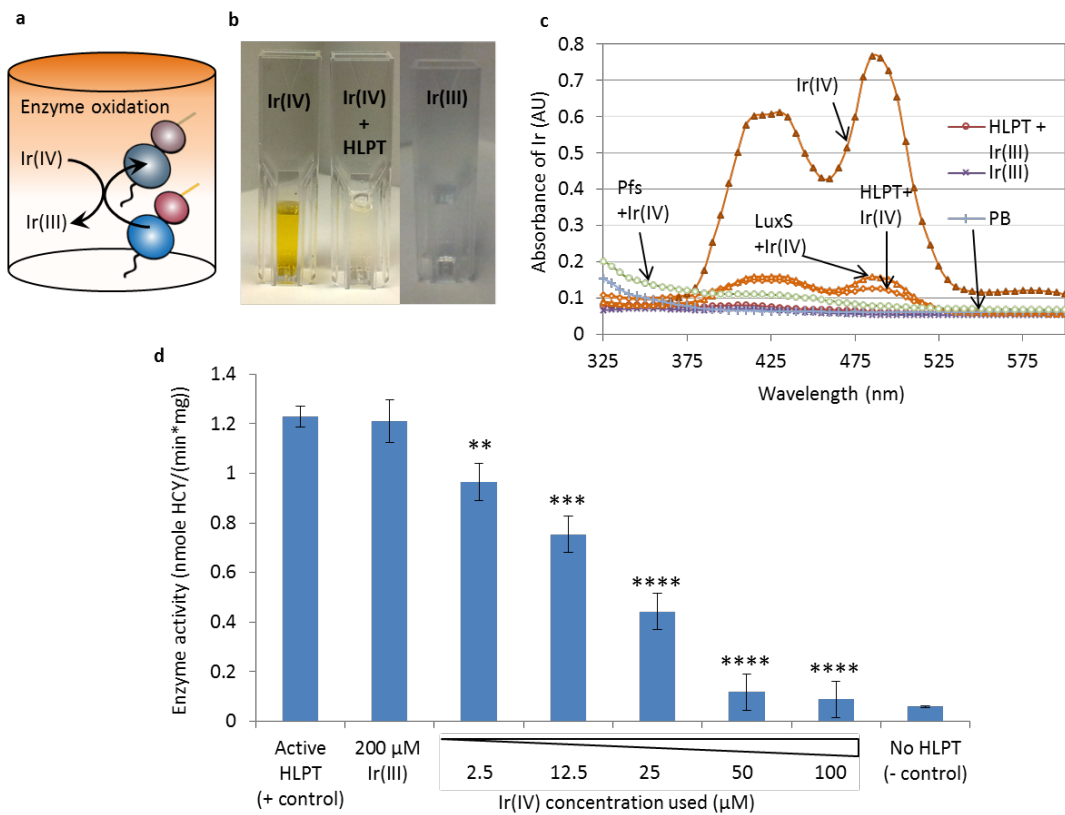 a
Enzyme oxidation
Ir(IV)
Ir(III)
b
Ir(IV)
Ir(IV)
+
HLPT
Ir(III)
c
Absorbance of Ir (AU)
0.8
0.7
0.6
0.5
0.4
0.3
0.2
0.1
0
325
375
425
475
525
575
Wavelength (nm)
Ir(IV)
Pfs
+Ir(IV)
LuxS
+Ir(IV)
HLPT+
Ir(IV)
HLPT +
Ir(III)
Ir(III)
PB
d
Enzyme activity (nmole HCY/(min*mg))
1.4
1.2
1
0.8
0.6
0.4
0.2
0
**
***
****
****
****
Active
HLPT
(+ control)
200 µM
Ir(III)
2.5
12.5
25
50
100
No HLPT
(- control)
Ir(IV) concentration used (µM)